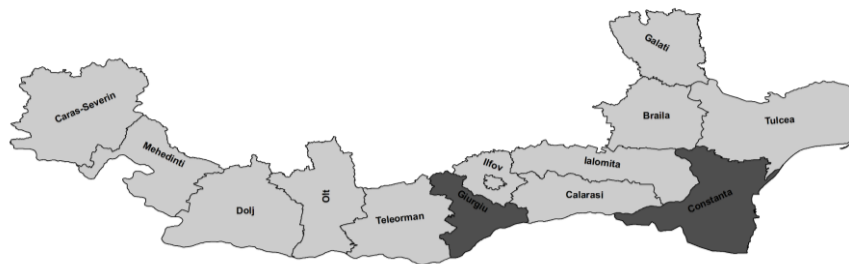 Galati
Caras-Severin
Braila
Tulcea
Mehedinti
Ilfov
Ialomita
Olt
Giurgiu
Calarasi
Constanta
Dolj
Teleorman